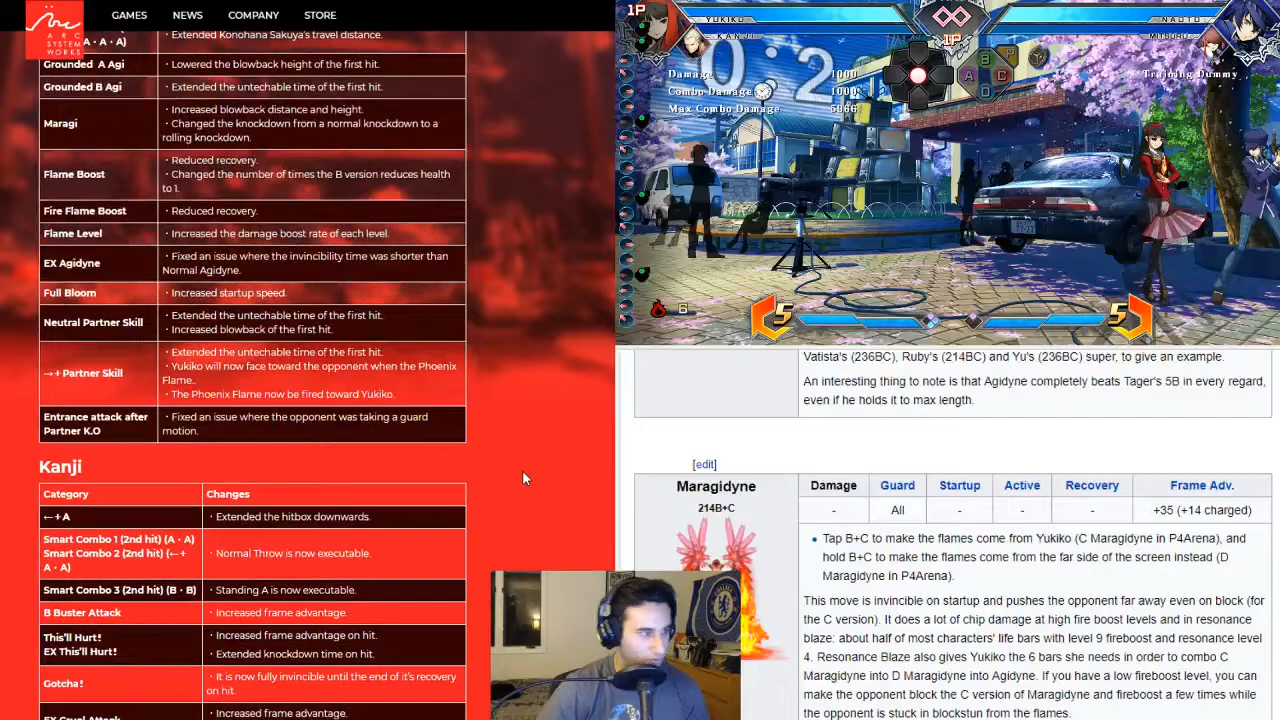 ARC
SYSTEM
WORKS
GAMES
NEWS
COMPANY
STORE
A・A・A)
・Extended Konohana Sakuya's travel distance.
Grounded A Agi
・Lowered the blowback height of the first hit.
Grounded B Agi
・Extended the untechable time of the first hit.
Maragi
・Increased blowback distance and height.
・Changed the knockdown from a normal knockdown to a
rolling knockdown.
Flame Boost
・Reduced recovery.
・Changed the number of times the B version reduces health
to 1.
Fire Flame Boost
・Reduced recovery.
Flame Level
・Increased the damage boost rate of each level.
EX Agidyne
・Fixed an issue where the invincibility time was shorter than
Normal Agidyne.
Full Bloom
・Increased startup speed.
Neutral Partner Skill
・Extended the untechable time of the first hit.
・Increased blowback of the first hit.
→+Partner Skill
・Extended the untechable time of the first hit.
・Yukiko will now face toward the opponent when the Phoenix
Flame..
・The Phoenix Flame now be fired toward Yukiko.
Entrance attack after
Partner K.O
・Fixed an issue where the opponent was taking a guard
motion.
Kanji
Category
Changes
←+A
・Extended the hitbox downwards.
Smart Combo 1 (2nd hit) (A・A)
Smart Combo 2 (2nd hit) (←+
A・A)
・Normal Throw is now executable.
Smart Combo 3 (2nd hit) (B・B)
・Standing A is now executable.
B Buster Attack
・Increased frame advantage.
This'll Hurt!
EX This'll Hurt!
・Increased frame advantage on hit.
・Extended knockdown time on hit.
Gotcha!
・It is now fully invincible until the end of it's recovery
on hit.
EX Cruel Attack
・Increased frame advantage.
1P
YUKIKO
KANJI
1P
NAOTO
MITSURU
Damage 1000
Combo Damage 1000
Max Combo Damage 5066
Training Dummy
A B C D P
B
5
5
Vatista's (236BC), Ruby's (214BC) and Yu's (236BC) super, to give an example.
An interesting thing to note is that Agidyne completely beats Tager's 5B in every regard,
even if he holds it to max length.
[edit]
Maragidyne
214B+C
Damage Guard Startup Active Recovery Frame Adv.
- All - - - +35 (+14 charged)
• Tap B+C to make the flames come from Yukiko (C Maragidyne in P4Arena), and
hold B+C to make the flames come from the far side of the screen instead (D
Maragidyne in P4Arena).
This move is invincible on startup and pushes the opponent far away even on block (for
the C version). It does a lot of chip damage at high fire boost levels and in resonance
blaze: about half of most characters' life bars with level 9 fireboost and resonance level
4. Resonance Blaze also gives Yukiko the 6 bars she needs in order to combo C
Maragidyne into D Maragidyne into Agidyne. If you have a low fireboost level, you can
make the opponent block the C version of Maragidyne and fireboost a few times while
the opponent is stuck in blockstun from the flames.